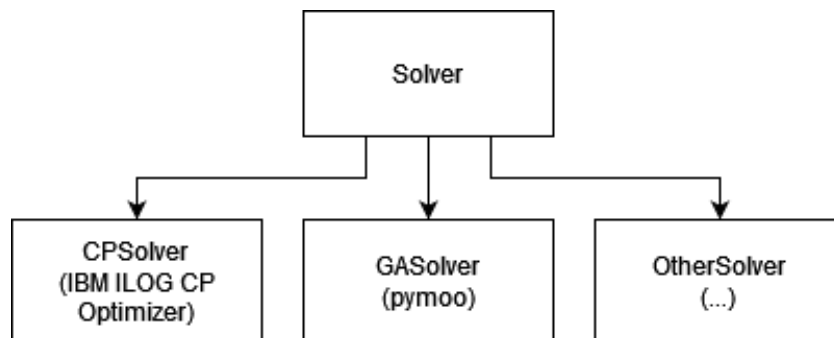 Solver
CPSolver
(IBM ILOG CP
Optimizer)
GASolver
(pymoo)
OtherSolver
(...)